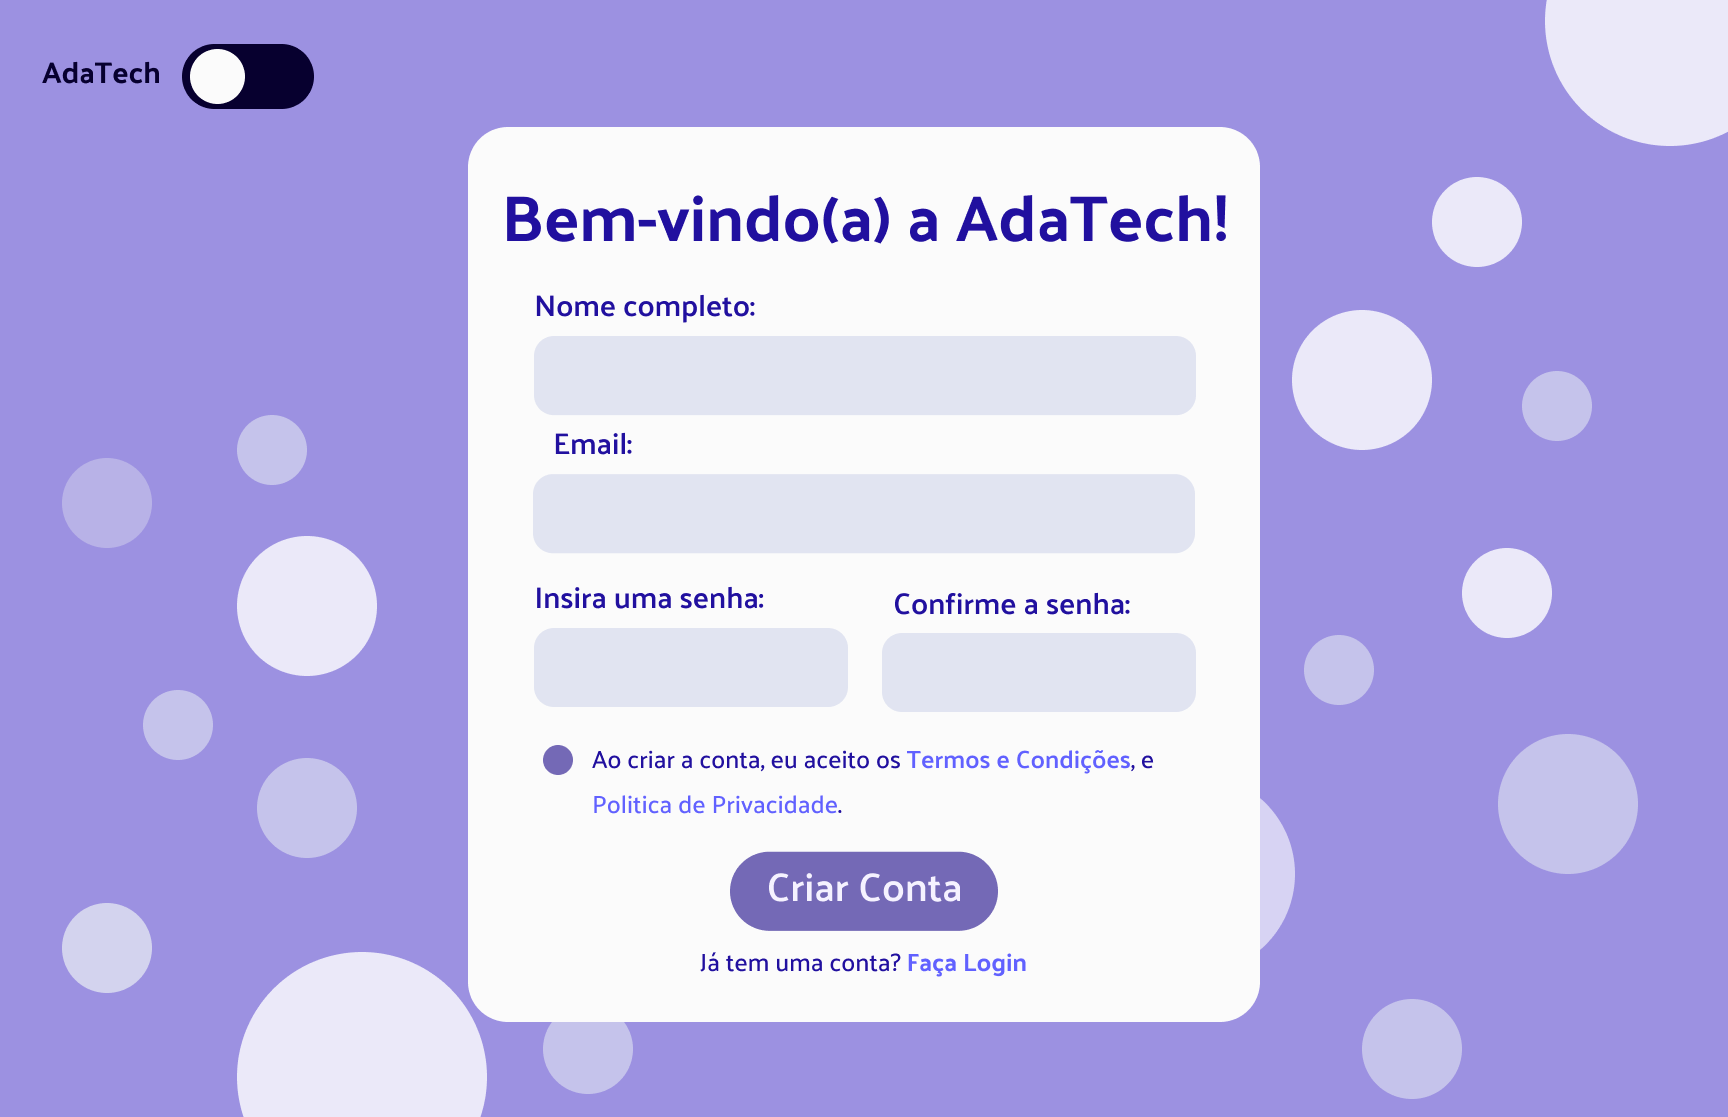 AdaTech
Bem-vindo(a) a AdaTech!
Nome completo:
Email:
Insira uma senha:
Confirme a senha:
Ao criar a conta, eu aceito os Termos e Condições, e
Politica de Privacidade.
Criar Conta
Já tem uma conta? Faça Login